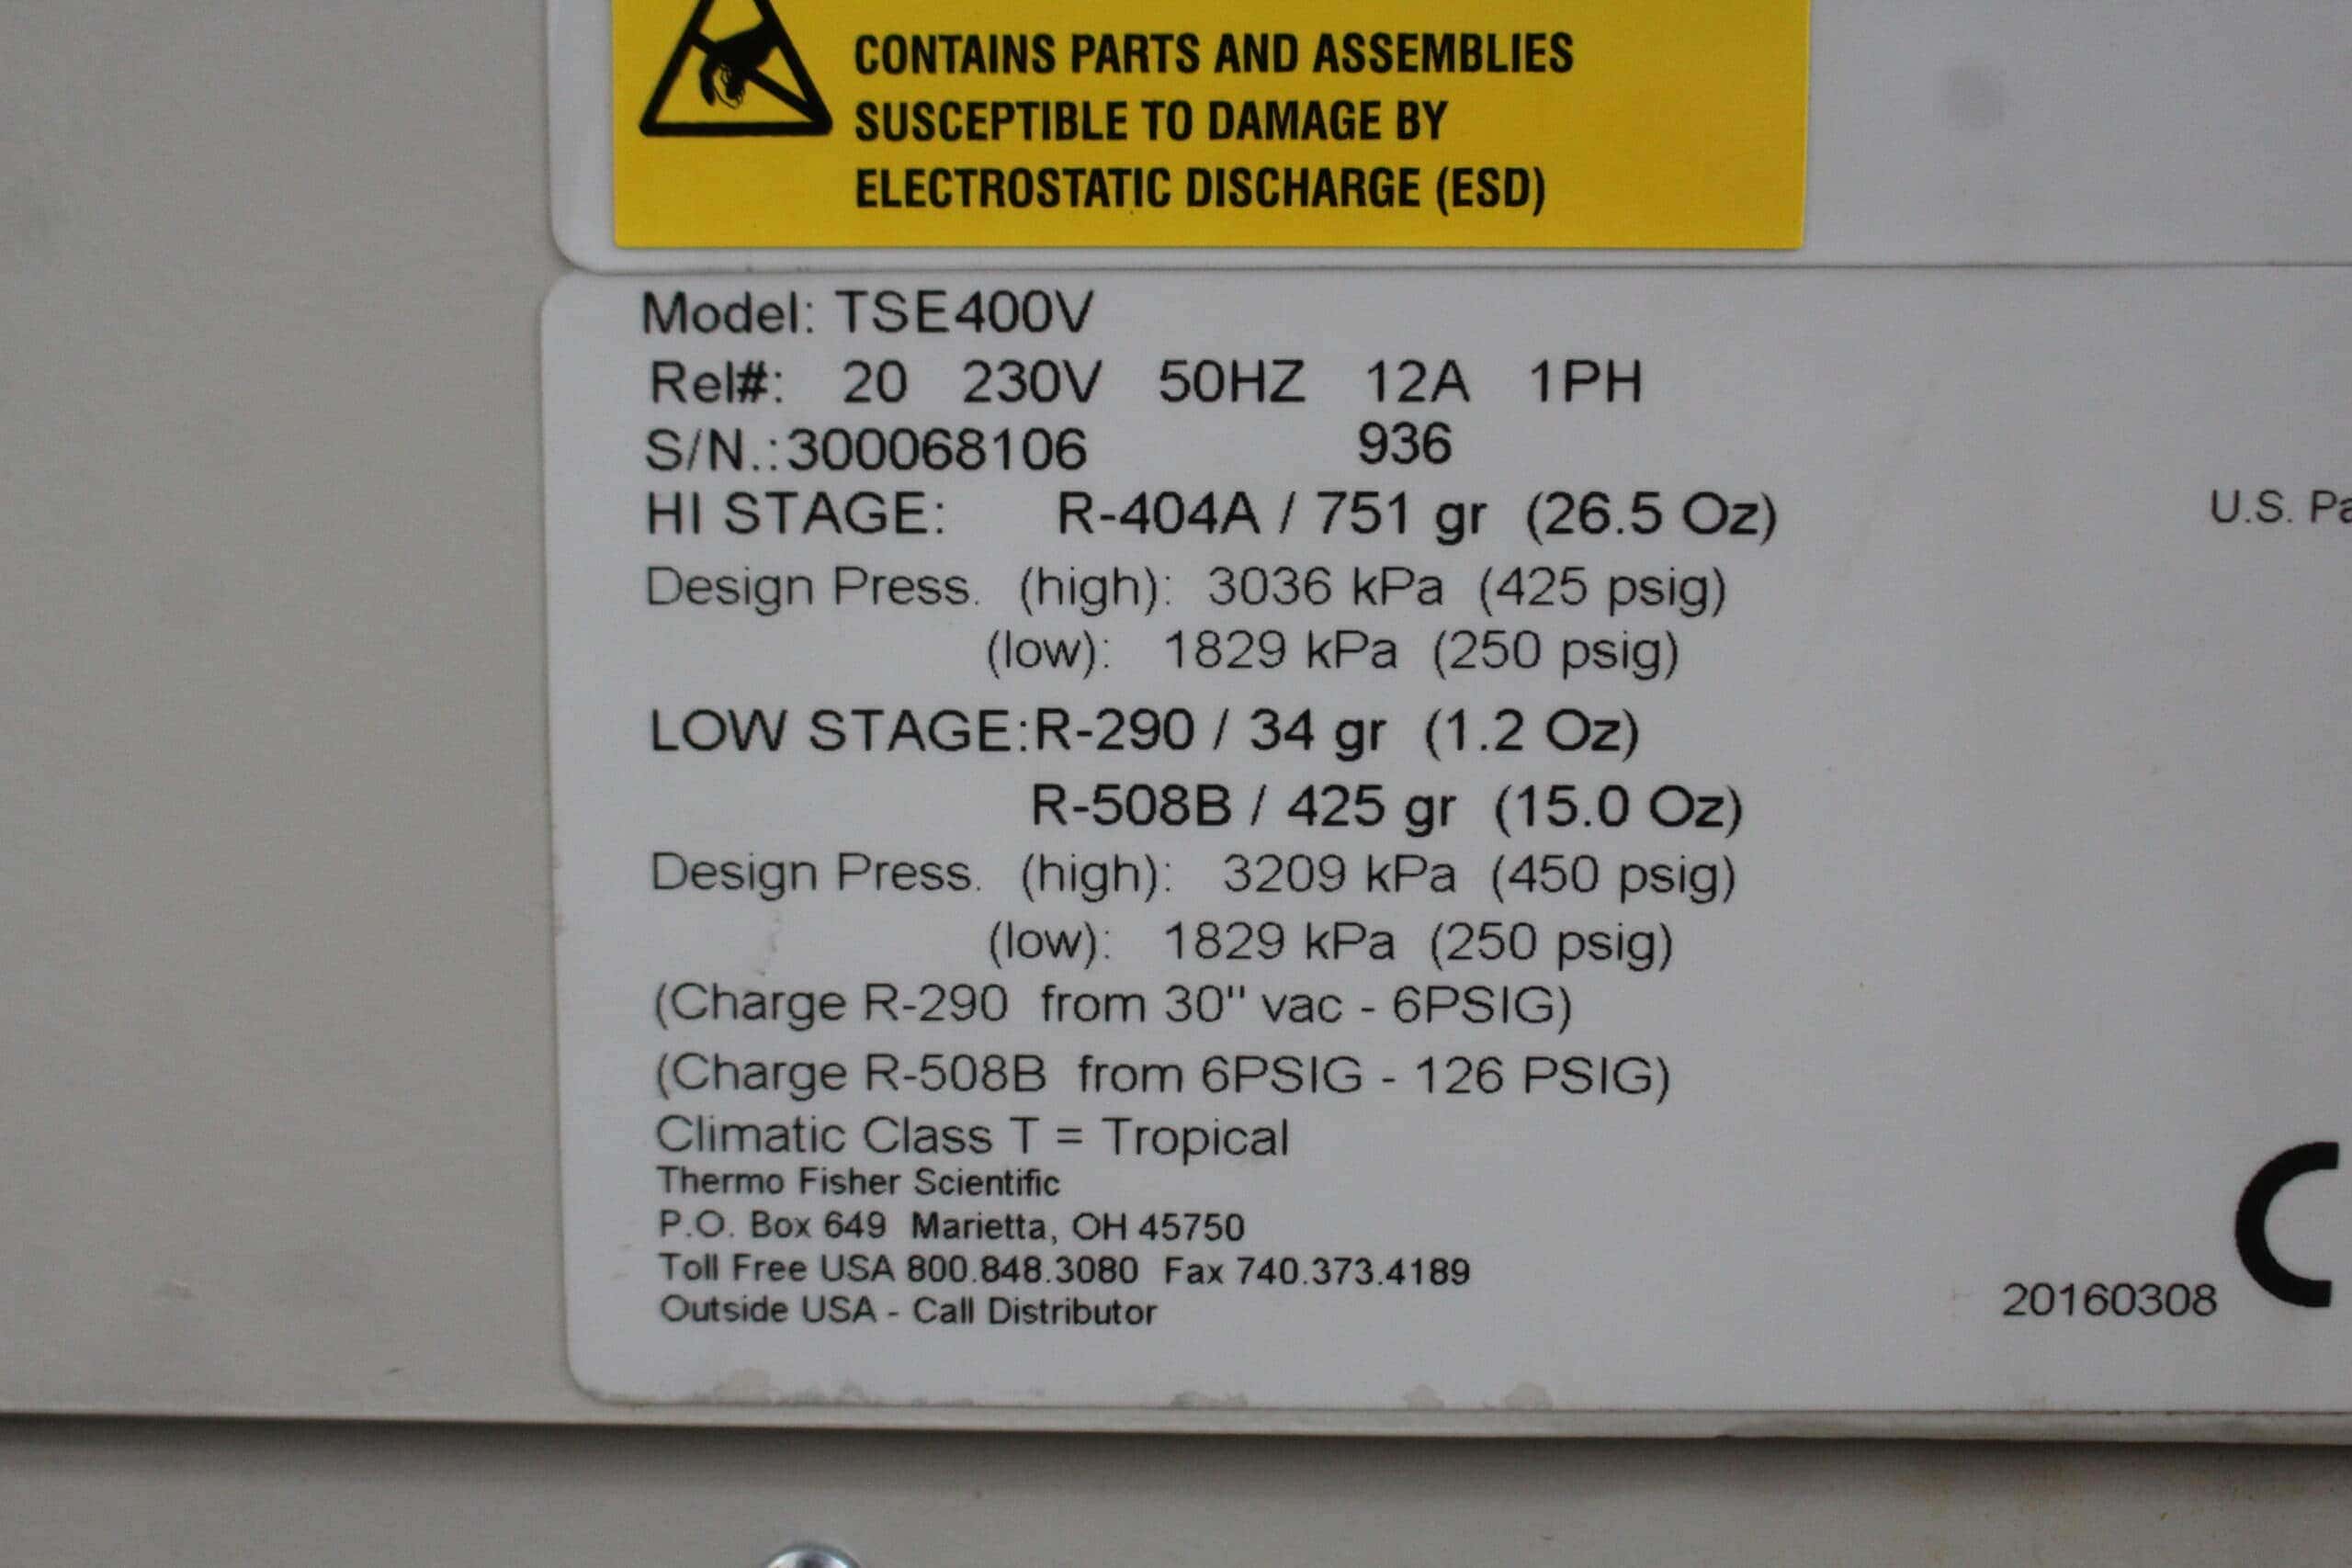 CONTAINS PARTS AND ASSEMBLIES
SUSCEPTIBLE TO DAMAGE BY
ELECTROSTATIC DISCHARGE (ESD)
Model: TSE400V
Rel#: 20 230V 50HZ 12A 1PH
S/N.:300068106 936
HI STAGE: R-404A / 751 gr (26.5 Oz)
U.S. Pa
Design Press. (high): 3036 kPa (425 psig)
(low): 1829 kPa (250 psig)
LOW STAGE:R-290 / 34 gr (1.2 Oz)
R-508B / 425 gr (15.0 Oz)
Design Press. (high): 3209 kPa (450 psig)
(low): 1829 kPa (250 psig)
(Charge R-290 from 30" vac - 6PSIG)
(Charge R-508B from 6PSIG - 126 PSIG)
Climatic Class T = Tropical
Thermo Fisher Scientific
P.O. Box 649 Marietta, OH 45750
Toll Free USA 800.848.3080 Fax 740.373.4189
Outside USA - Call Distributor
20160308